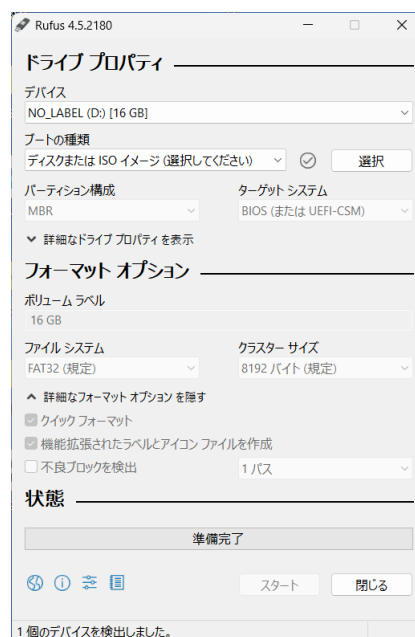 Rufus 4.5.2180
ドライブ プロパティ
デバイス
NO_LABEL (D:) [16 GB]
ブートの種類
ディスクまたは ISO イメージ (選択してください)
選択
パーティション構成
ターゲット システム
MBR
BIOS (または UEFI-CSM)
詳細なドライブ プロパティを表示
フォーマット オプション
ボリューム ラベル
16 GB
ファイル システム
クラスター サイズ
FAT32 (規定)
8192 バイト (規定)
詳細なフォーマット オプション を隠す
クイック フォーマット
機能拡張されたラベルとアイコン ファイルを作成
不良ブロックを検出
1 パス
状態
準備完了
スタート
閉じる
1 個のデバイスを検出しました。